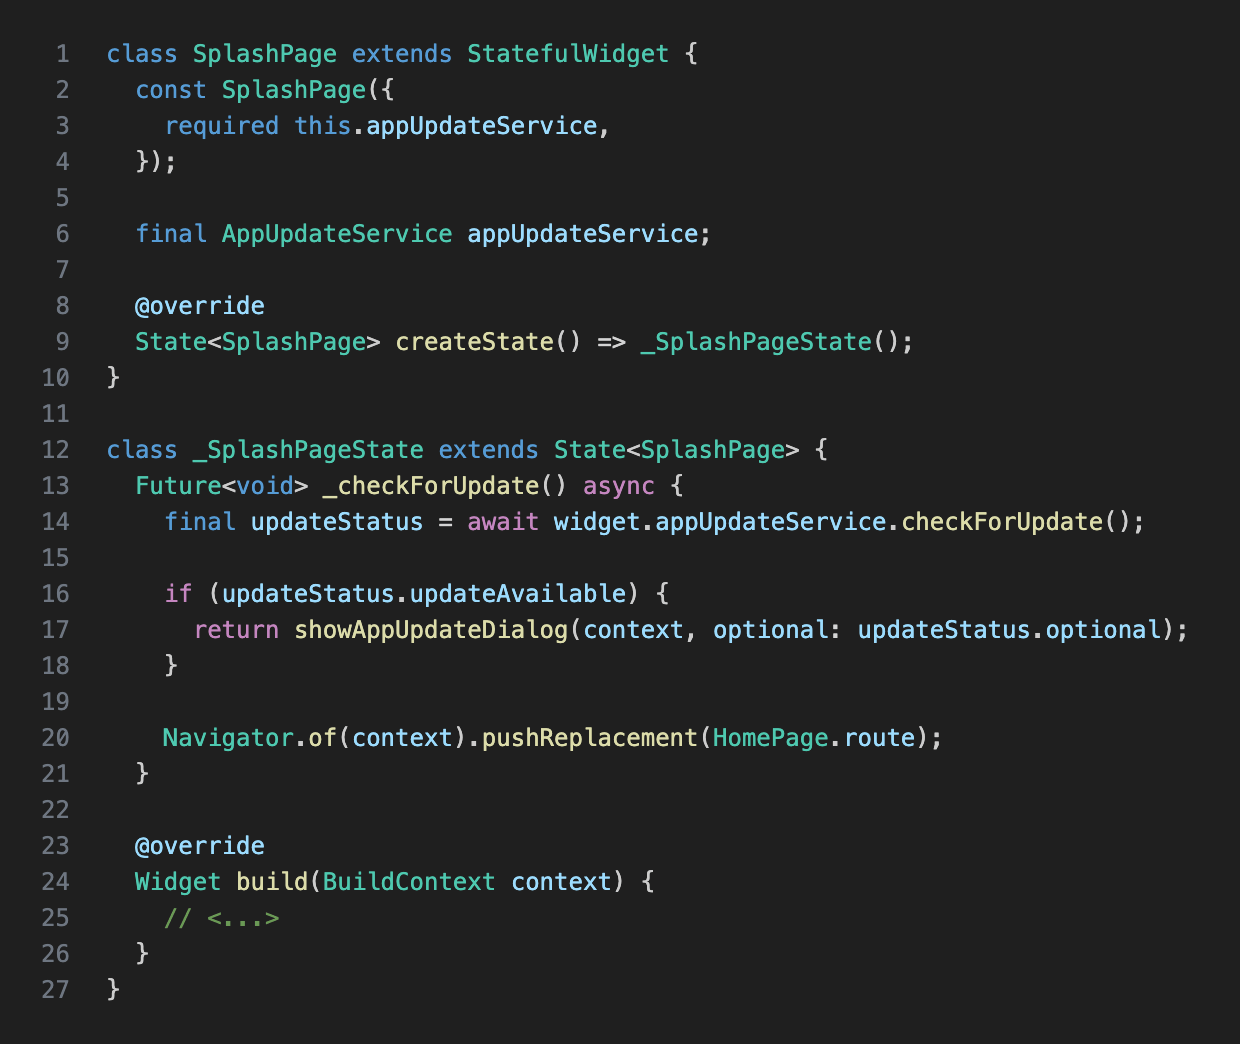 1 class SplashPage extends StatefulWidget {
2   const SplashPage({
3     required this.appUpdateService,
4   });
5
6   final AppUpdateService appUpdateService;
7
8   @override
9   State<SplashPage> createState() => _SplashPageState();
10 }
11
12 class _SplashPageState extends State<SplashPage> {
13   Future<void> _checkForUpdate() async {
14     final updateStatus = await widget.appUpdateService.checkForUpdate();
15
16     if (updateStatus.updateAvailable) {
17       return showAppUpdateDialog(context, optional: updateStatus.optional);
18     }
19
20     Navigator.of(context).pushReplacement(HomePage.route);
21   }
22
23   @override
24   Widget build(BuildContext context) {
25     // <...>
26   }
27 }